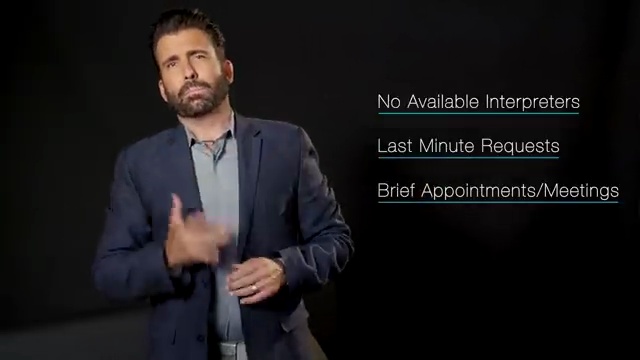 No Available Interpreters
Last Minute Requests
Brief Appointments/Meetings